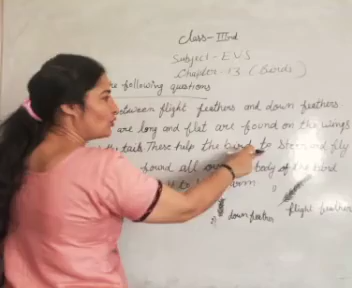 Class-IIIrd
Subject-EVS
Chapter-13 (Birds)
following questions
between flight feathers and down feathers
are long and flat are found on the wings
the tail These help the bird to steer and fly
found all over body of the bird
down feather flight feather